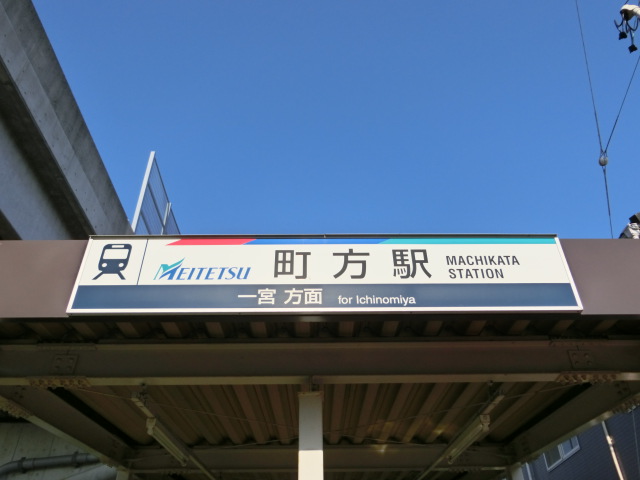 MEITETSU 町方駅 MACHIKATA
STATION
一宮 方面 for Ichinomiya